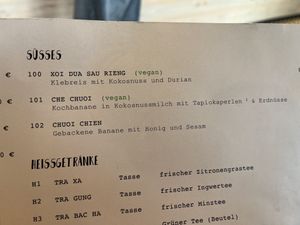 SÜSSES
€ 100 XOI DUA SAU RIENG (vegan)
Klebreis mit Kokosnuss und Durian
€ 101 CHE CHUOI (vegan)
Kochbanane in Kokosnussmilch mit Tapiokaperlen & Erdnüsse
€ 102 CHUOI CHIEN
Gebackene Banane mit Honig und Sesam
€
HEISSGETRÄNKE
H1 TRA XA Tasse frischer Zitronengrastee
H2 TRA GUNG Tasse frischer Ingwertee
H3 TRA BAC HA Tasse frischer Minztee
Grüner Tee (Beutel)